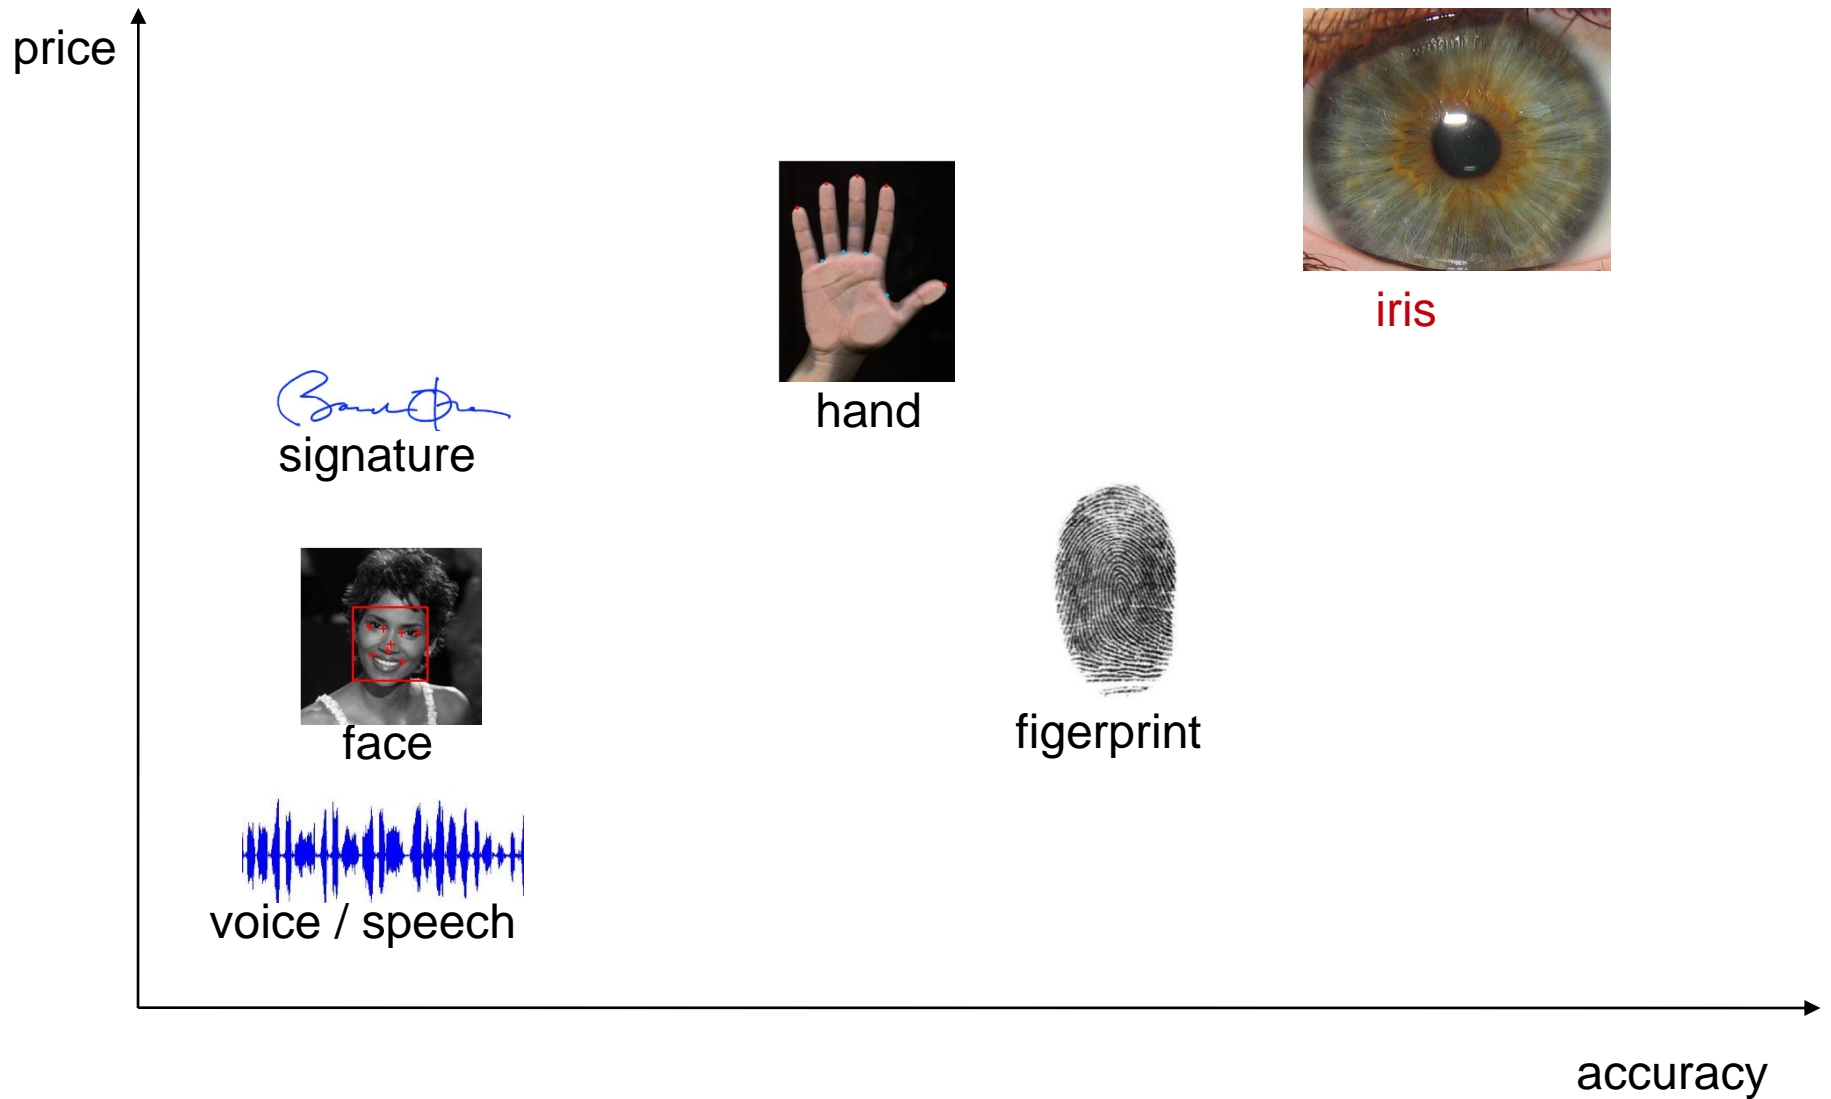 price
iris
hand
signature
figerprint
face
voice / speech
accuracy